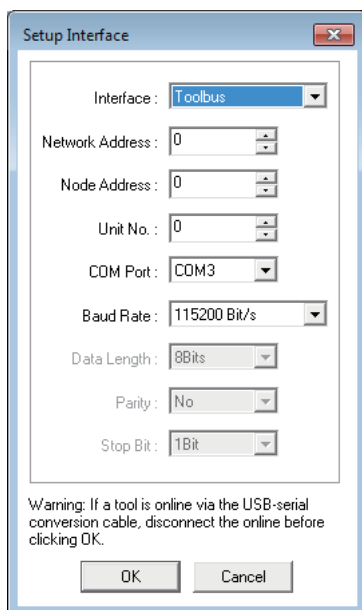 Setup Interface
Interface : Toolbus
Network Address : 0
Node Address : 0
Unit No. : 0
COM Port : COM3
Baud Rate : 115200 Bit/s
Data Length : 8Bits
Parity : No
Stop Bit : 1Bit
Warning: If a tool is online via the USB-serial
conversion cable, disconnect the online before
clicking OK.
OK Cancel